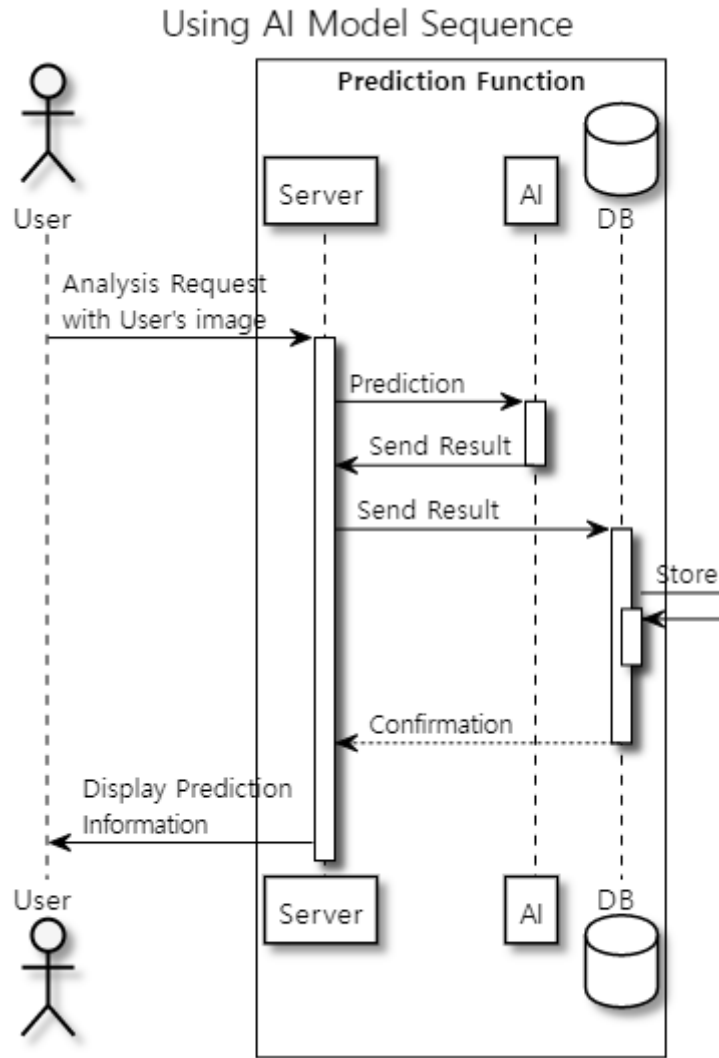 Using AI Model Sequence
Prediction Function
User
Server
AI
DB
Analysis Request
with User's image
Prediction
Send Result
Send Result
Store
Confirmation
Display Prediction
Information
User
Server
AI
DB